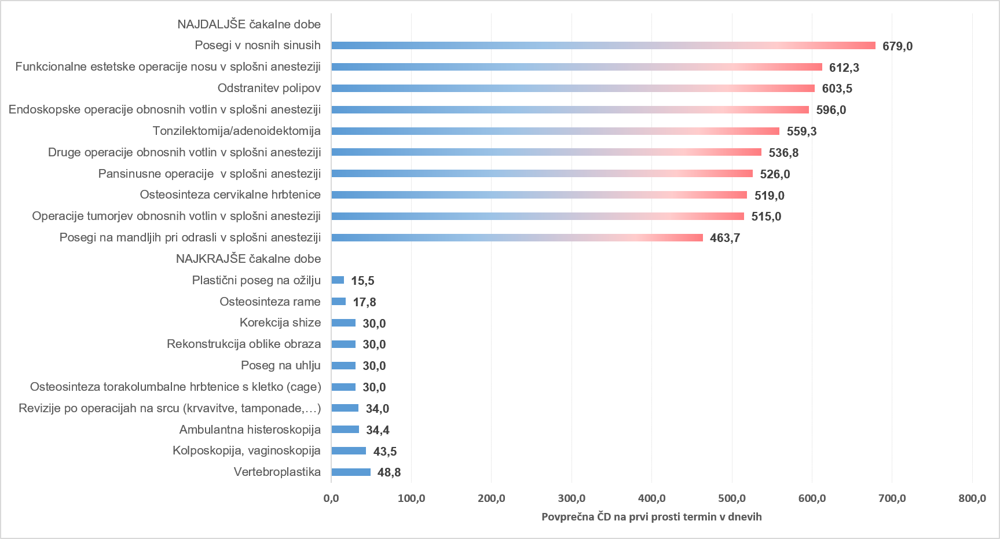 NAJDALJŠE čakalne dobe
Posegi v nosnih sinusih 679,0
Funkcionalne estetske operacije nosu v splošni anesteziji 612,3
Odstranitev polipov 603,5
Endoskopske operacije obnosnih votlin v splošni anesteziji 596,0
Tonzilektomija/adenoidektomija 559,3
Druge operacije obnosnih votlin v splošni anesteziji 536,8
Pansinusne operacije  v splošni anesteziji 526,0
Osteosinteza cervikalne hrbtenice 519,0
Operacije tumorjev obnosnih votlin v splošni anesteziji 515,0
Posegi na mandljih pri odrasli v splošni anesteziji 463,7
NAJKRAJŠE čakalne dobe
Plastični poseg na ožilju 15,5
Osteosinteza rame 17,8
Korekcija shize 30,0
Rekonstrukcija oblike obraza 30,0
Poseg na uhlju 30,0
Osteosinteza torakolumbalne hrbtenice s kletko (cage) 30,0
Revizije po operacijah na srcu (krvavitve, tamponade,…) 34,0
Ambulantna histeroskopija 34,4
Kolposkopija, vaginoskopija 43,5
Vertebroplastika 48,8
0,0 100,0 200,0 300,0 400,0 500,0 600,0 700,0 800,0
Povprečna ČD na prvi prosti termin v dnevih